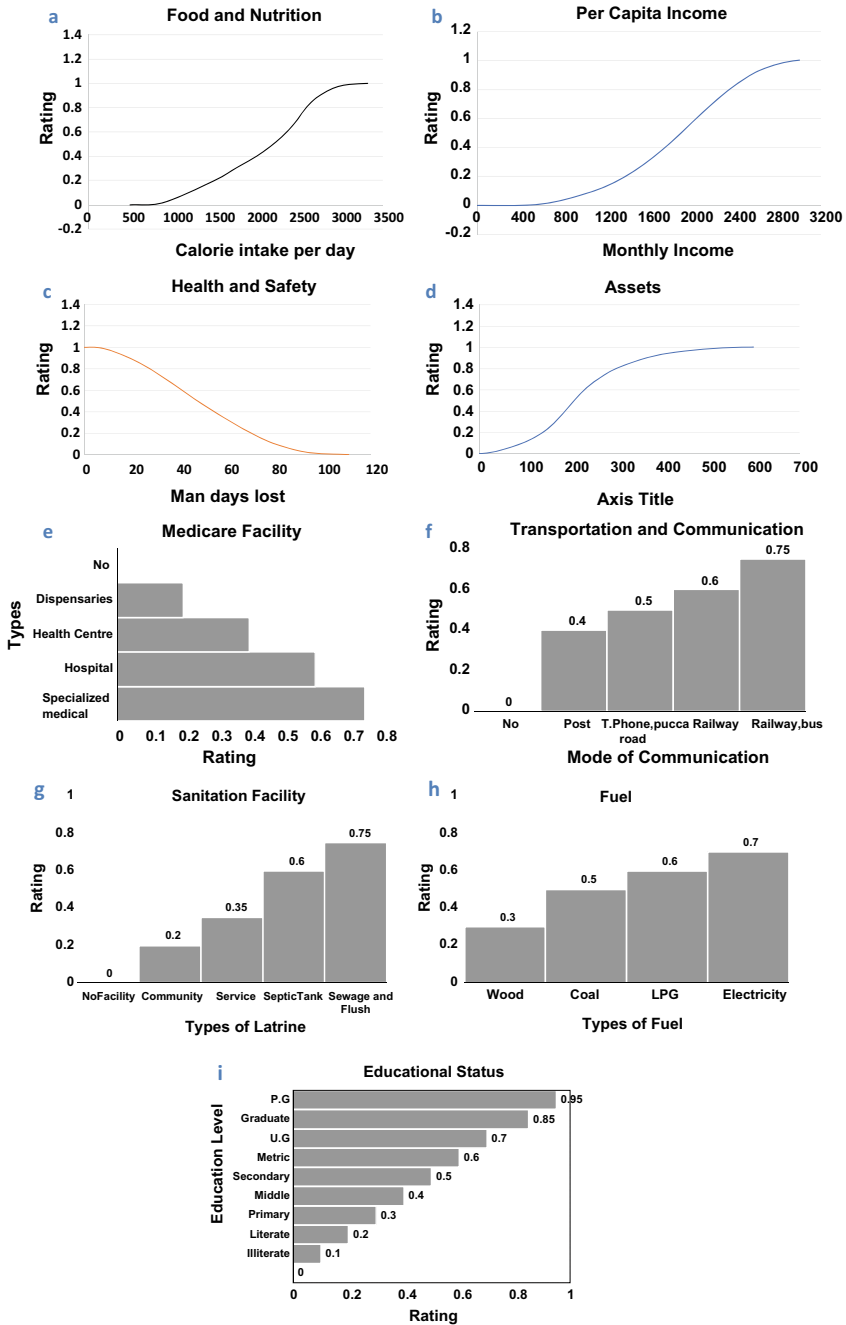 a
Food and Nutrition
1.4
1.2
1
0.8
0.6
0.4
0.2
0
-0.2
Rating
0 500 1000 1500 2000 2500 3000 3500
Calorie intake per day
b
Per Capita Income
1.2
1
0.8
0.6
0.4
0.2
0
-0.2
Rating
0 400 800 1200 1600 2000 2400 2800 3200
Monthly Income
c
Health and Safety
1.4
1.2
1
0.8
0.6
0.4
0.2
0
Rating
0 20 40 60 80 100 120
Man days lost
d
Assets
1.4
1.2
1
0.8
0.6
0.4
0.2
0
Rating
0 100 200 300 400 500 600 700
Axis Title
e
Medicare Facility
Types
No
Dispensaries
Health Centre
Hospital
Specialized
medical
0 0.1 0.2 0.3 0.4 0.5 0.6 0.7 0.8
Rating
f
Transportation and Communication
0.8
0.6
0.4
0.2
0
Rating
0
0.4
0.5
0.6
0.75
No Post T.Phone,pucca Railway Railway,bus
road
Mode of Communication
g
Sanitation Facility
1
0.8
0.6
0.4
0.2
0
Rating
0
0.2
0.35
0.6
0.75
NoFacility Community Service SepticTank Sewage and
Flush
Types of Latrine
h
Fuel
1
0.8
0.6
0.4
0.2
0
Rating
0.3
0.5
0.6
0.7
Wood Coal LPG Electricity
Types of Fuel
i
Educational Status
Education Level
P.G 0.95
Graduate 0.85
U.G 0.7
Metric 0.6
Secondary 0.5
Middle 0.4
Primary 0.3
Literate 0.2
Illiterate 0.1
0
0 0.2 0.4 0.6 0.8 1
Rating